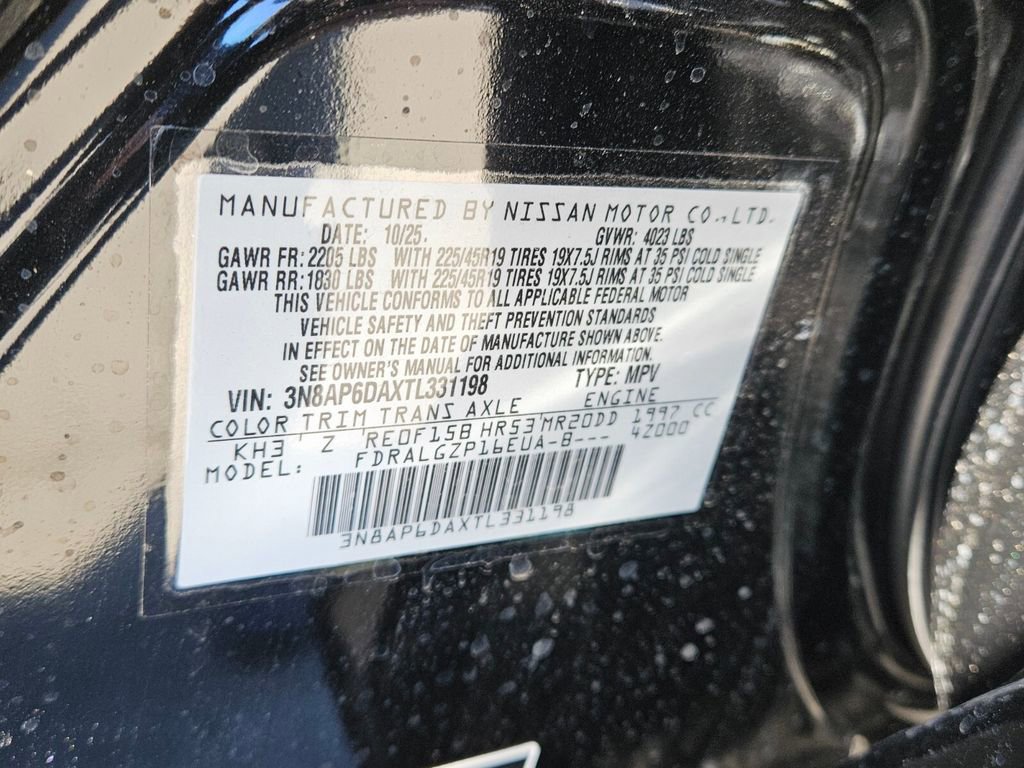 MANUFACTURED BY NISSAN MOTOR CO.,LTD.
DATE: 10/25. GVWR: 4023 LBS
GAWR FR: 2205 LBS WITH 225/45R19 TIRES 19X7.5J RIMS AT 35 PSI COLD SINGLE
GAWR RR: 1830 LBS WITH 225/45R19 TIRES 19X7.5J RIMS AT 35 PSI COLD SINGLE
THIS VEHICLE CONFORMS TO ALL APPLICABLE FEDERAL MOTOR
VEHICLE SAFETY AND THEFT PREVENTION STANDARDS
IN EFFECT ON THE DATE OF MANUFACTURE SHOWN ABOVE.
SEE OWNER'S MANUAL FOR ADDITIONAL INFORMATION.
VIN: 3N8AP6DAXTL331198 TYPE: MPV
COLOR TRIM TRANS AXLE ENGINE
KH3 Z RE0F15B HR53 MR20DD 1997 CC
MODEL: FDRALGZP16EUA-B--- 42000
3N8AP6DAXTL331198